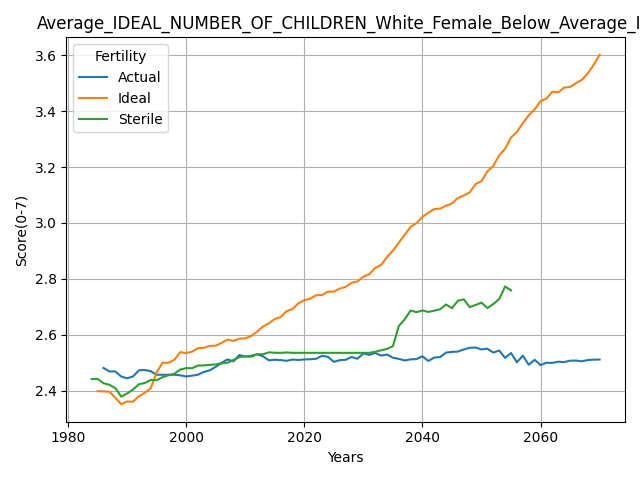 Average_IDEAL_NUMBER_OF_CHILDREN_White_Female_Below_Average_I
Fertility
Actual
Ideal
Sterile
Score(0-7)
3.6
3.4
3.2
3.0
2.8
2.6
2.4
1980
2000
2020
2040
2060
Years